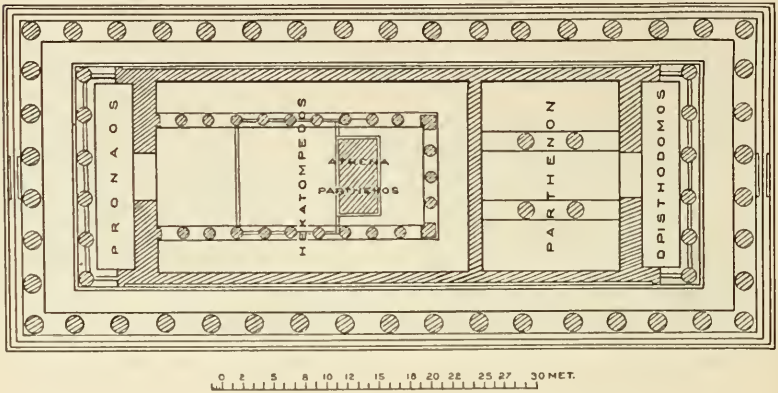 PRONAOS
HEKATOMPEDOS
ATHENA
PARTHENOS
PARTHENON
OPISTHODOMOS
0 2 5 8 10 12 15 18 20 22 25 27 30 MET.